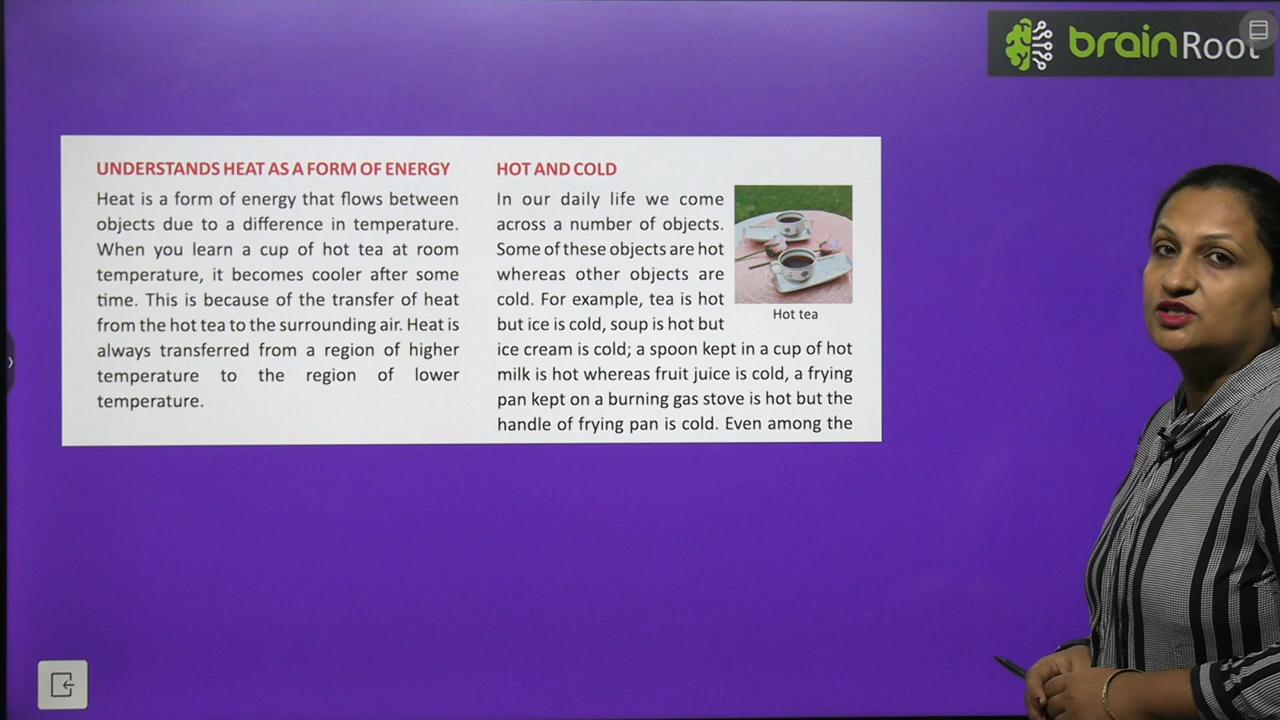 brainRoot
UNDERSTANDS HEAT AS A FORM OF ENERGY
Heat is a form of energy that flows between
objects due to a difference in temperature.
When you learn a cup of hot tea at room
temperature, it becomes cooler after some
time. This is because of the transfer of heat
from the hot tea to the surrounding air. Heat is
always transferred from a region of higher
temperature to the region of lower
temperature.
HOT AND COLD
In our daily life we come
across a number of objects.
Some of these objects are hot
whereas other objects are
cold. For example, tea is hot
but ice is cold, soup is hot but
ice cream is cold; a spoon kept in a cup of hot
milk is hot whereas fruit juice is cold, a frying
pan kept on a burning gas stove is hot but the
handle of frying pan is cold. Even among the
Hot tea